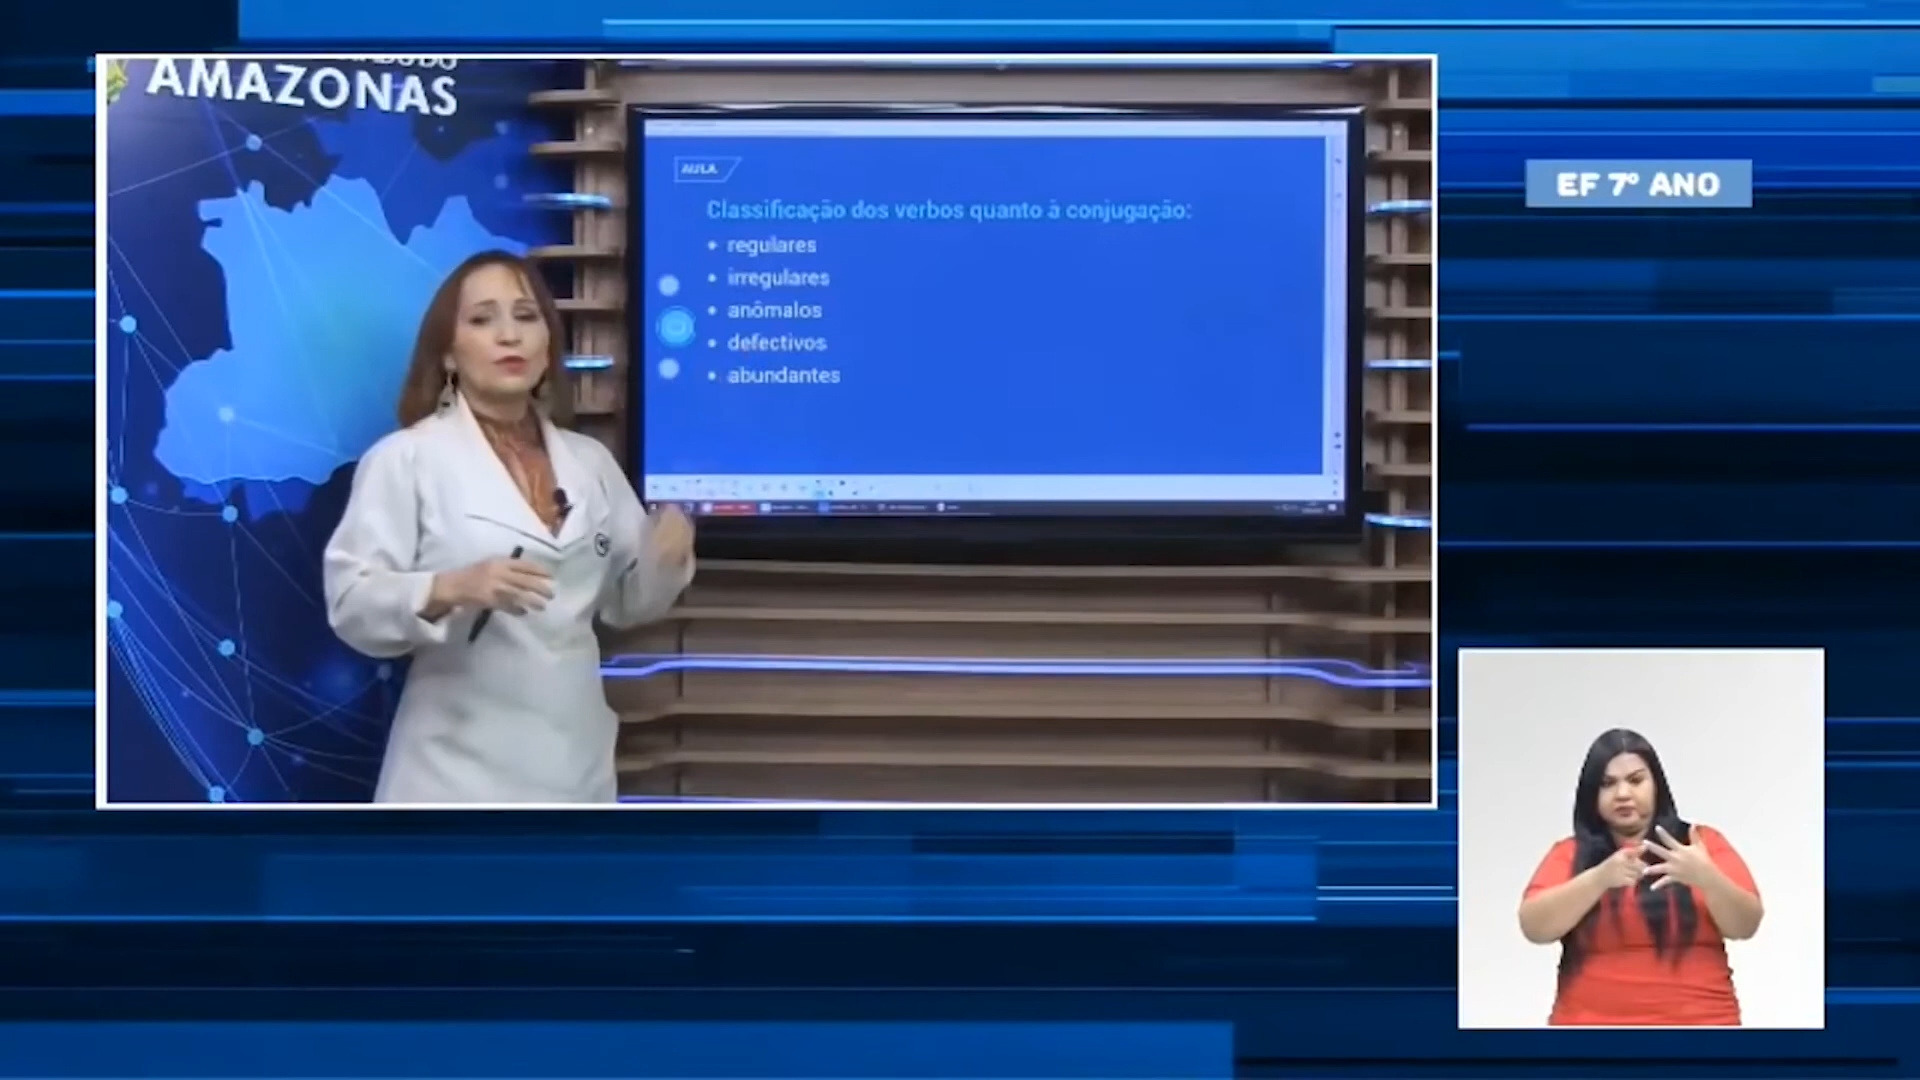 AMAZONAS
EF 7º ANO
AULA
Classificação dos verbos quanto à conjugação:
• regulares
• irregulares
• anômalos
• defectivos
• abundantes